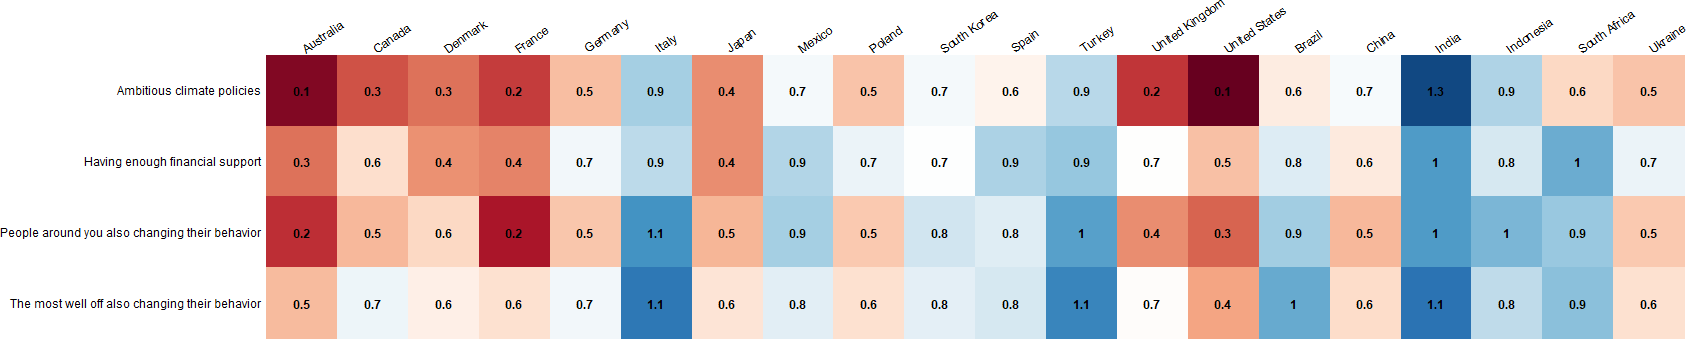 Australia Canada Denmark France Germany Italy Japan Mexico Poland South Korea Spain Turkey United Kingdom United States Brazil China India Indonesia South Africa Ukraine
Ambitious climate policies 0.1 0.3 0.3 0.2 0.5 0.9 0.4 0.7 0.5 0.7 0.6 0.9 0.2 0.1 0.6 0.7 1.3 0.9 0.6 0.5
Having enough financial support 0.3 0.6 0.4 0.4 0.7 0.9 0.4 0.9 0.7 0.7 0.9 0.9 0.7 0.5 0.8 0.6 1 0.8 1 0.7
People around you also changing their behavior 0.2 0.5 0.6 0.2 0.5 1.1 0.5 0.9 0.5 0.8 0.8 1 0.4 0.3 0.9 0.5 1 1 0.9 0.5
The most well off also changing their behavior 0.5 0.7 0.6 0.6 0.7 1.1 0.6 0.8 0.6 0.8 0.8 1.1 0.7 0.4 1 0.6 1.1 0.8 0.9 0.6